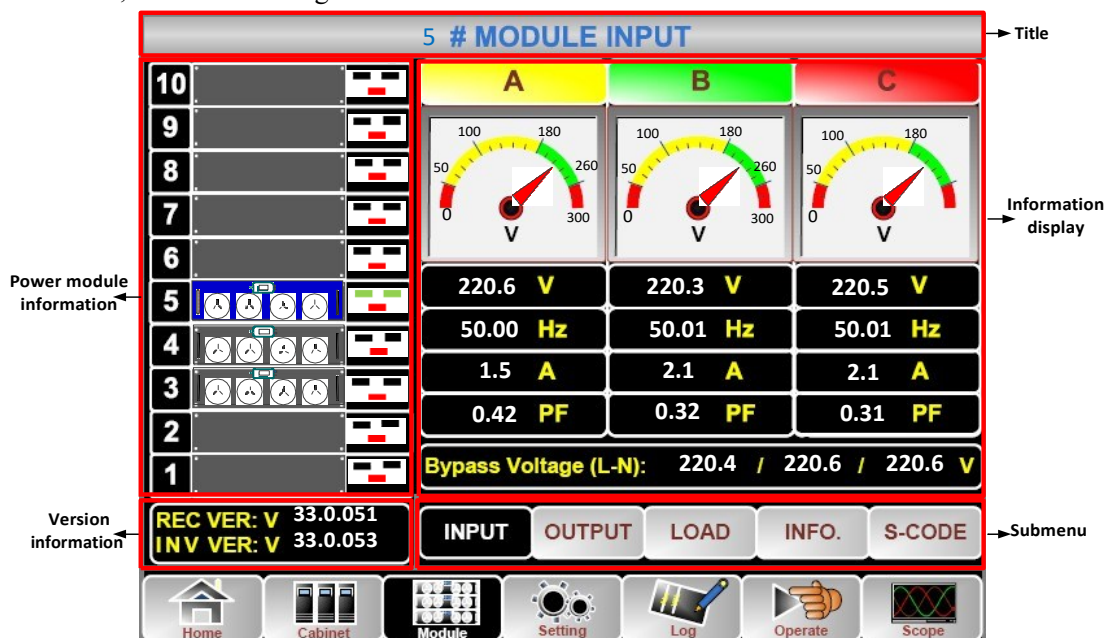 5 # MODULE INPUT
Title
10
9
8
7
6
5
4
3
2
1
Power module
information
A B C
0 50 100 180 260 300
V
0 50 100 180 260 300
V
0 50 100 180 300
V
Information
display
220.6 V 220.3 V 220.5 V
50.00 Hz 50.01 Hz 50.01 Hz
1.5 A 2.1 A 2.1 A
0.42 PF 0.32 PF 0.31 PF
Bypass Voltage (L-N): 220.4 / 220.6 / 220.6 V
Version
information
REC VER: V 33.0.051
INV VER: V 33.0.053
INPUT OUTPUT LOAD INFO. S-CODE
Submenu
Home Cabinet Module Setting Log Operate Scope